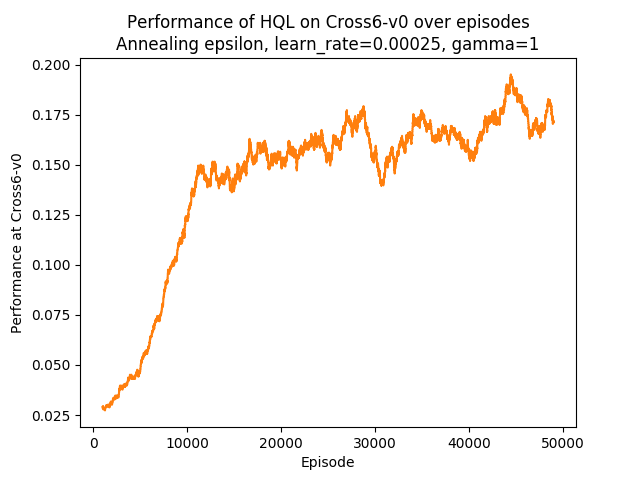 Performance of HQL on Cross6-v0 over episodes
Annealing epsilon, learn_rate=0.00025, gamma=1
0.200
0.175
0.150
0.125
0.100
0.075
0.050
0.025
Performance at Cross6-v0
0 10000 20000 30000 40000 50000
Episode